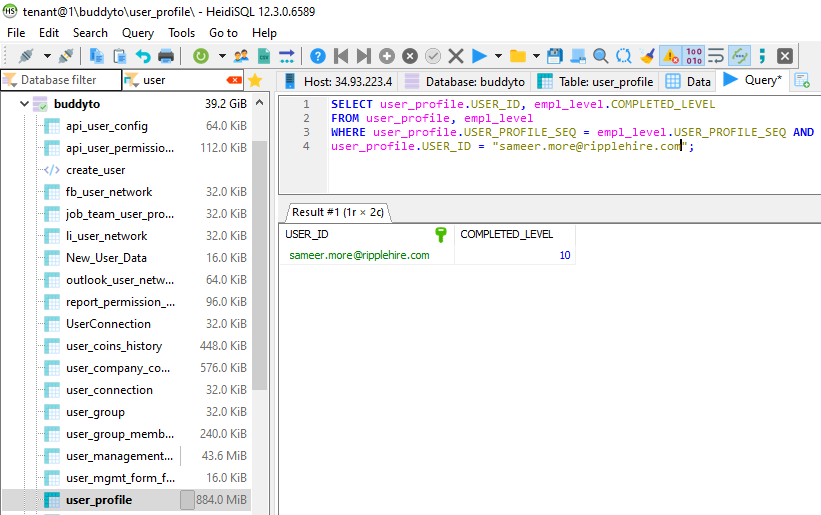 tenant@1\buddyto\user_profile\ - HeidiSQL 12.3.0.6589
File Edit Search Query Tools Go to Help
Database filter user
Host: 34.93.223.4 Database: buddyto Table: user_profile Data Query*
buddyto 39.2 GiB
api_user_config 64.0 KiB
api_user_permissio... 112.0 KiB
create_user
fb_user_network 32.0 KiB
job_team_user_pro... 32.0 KiB
li_user_network 32.0 KiB
New_User_Data 16.0 KiB
outlook_user_netw... 64.0 KiB
report_permission_... 96.0 KiB
UserConnection 32.0 KiB
user_coins_history 448.0 KiB
user_company_co... 576.0 KiB
user_connection 32.0 KiB
user_group 32.0 KiB
user_group_memb... 240.0 KiB
user_management... 43.6 MiB
user_mgmt_form_f... 16.0 KiB
user_profile 884.0 MiB
1 SELECT user_profile.USER_ID, empl_level.COMPLETED_LEVEL
2 FROM user_profile, empl_level
3 WHERE user_profile.USER_PROFILE_SEQ = empl_level.USER_PROFILE_SEQ AND
4 user_profile.USER_ID = "sameer.more@ripplehire.com";
Result #1 (1r × 2c)
USER_ID COMPLETED_LEVEL
sameer.more@ripplehire.com 10